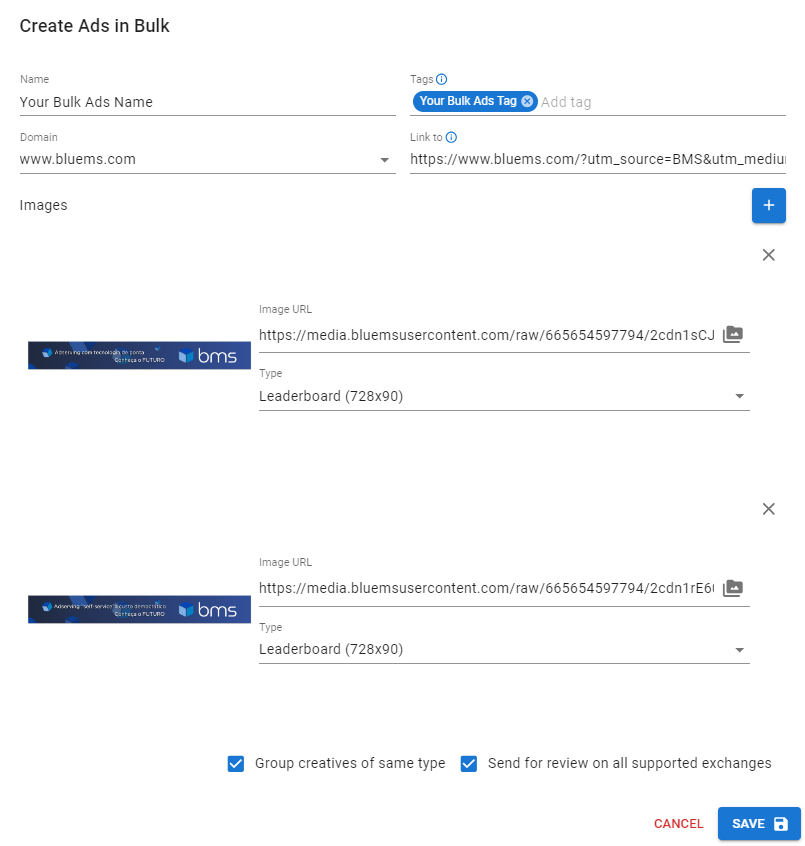 Create Ads in Bulk
Name
Tags
Your Bulk Ads Name
Your Bulk Ads Tag Add tag
Domain
Link to
www.bluems.com
https://www.bluems.com/?utm_source=BMS&utm_mediu
Images
Image URL
https://media.bluemsusercontent.com/raw/665654597794/2cdn1sCJ
Adserving com tecnologia de ponta
Conheça o FUTURO
bms
Type
Leaderboard (728x90)
Image URL
https://media.bluemsusercontent.com/raw/665654597794/2cdn1rE6
Adserving "self-service" a custo democrático
Conheça o FUTURO
bms
Type
Leaderboard (728x90)
Group creatives of same type Send for review on all supported exchanges
CANCEL SAVE